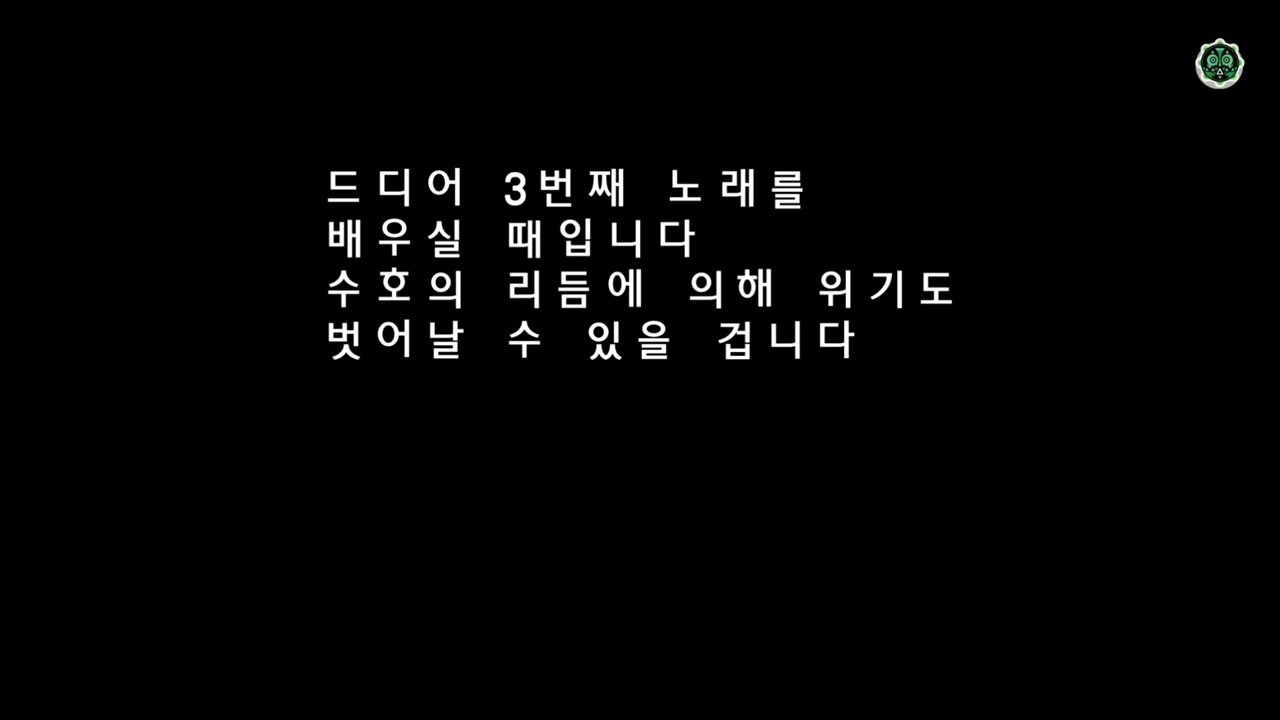 드디어 3번째 노래를
배우실 때입니다
수호의 리듬에 의해 위기도
벗어날 수 있을 겁니다